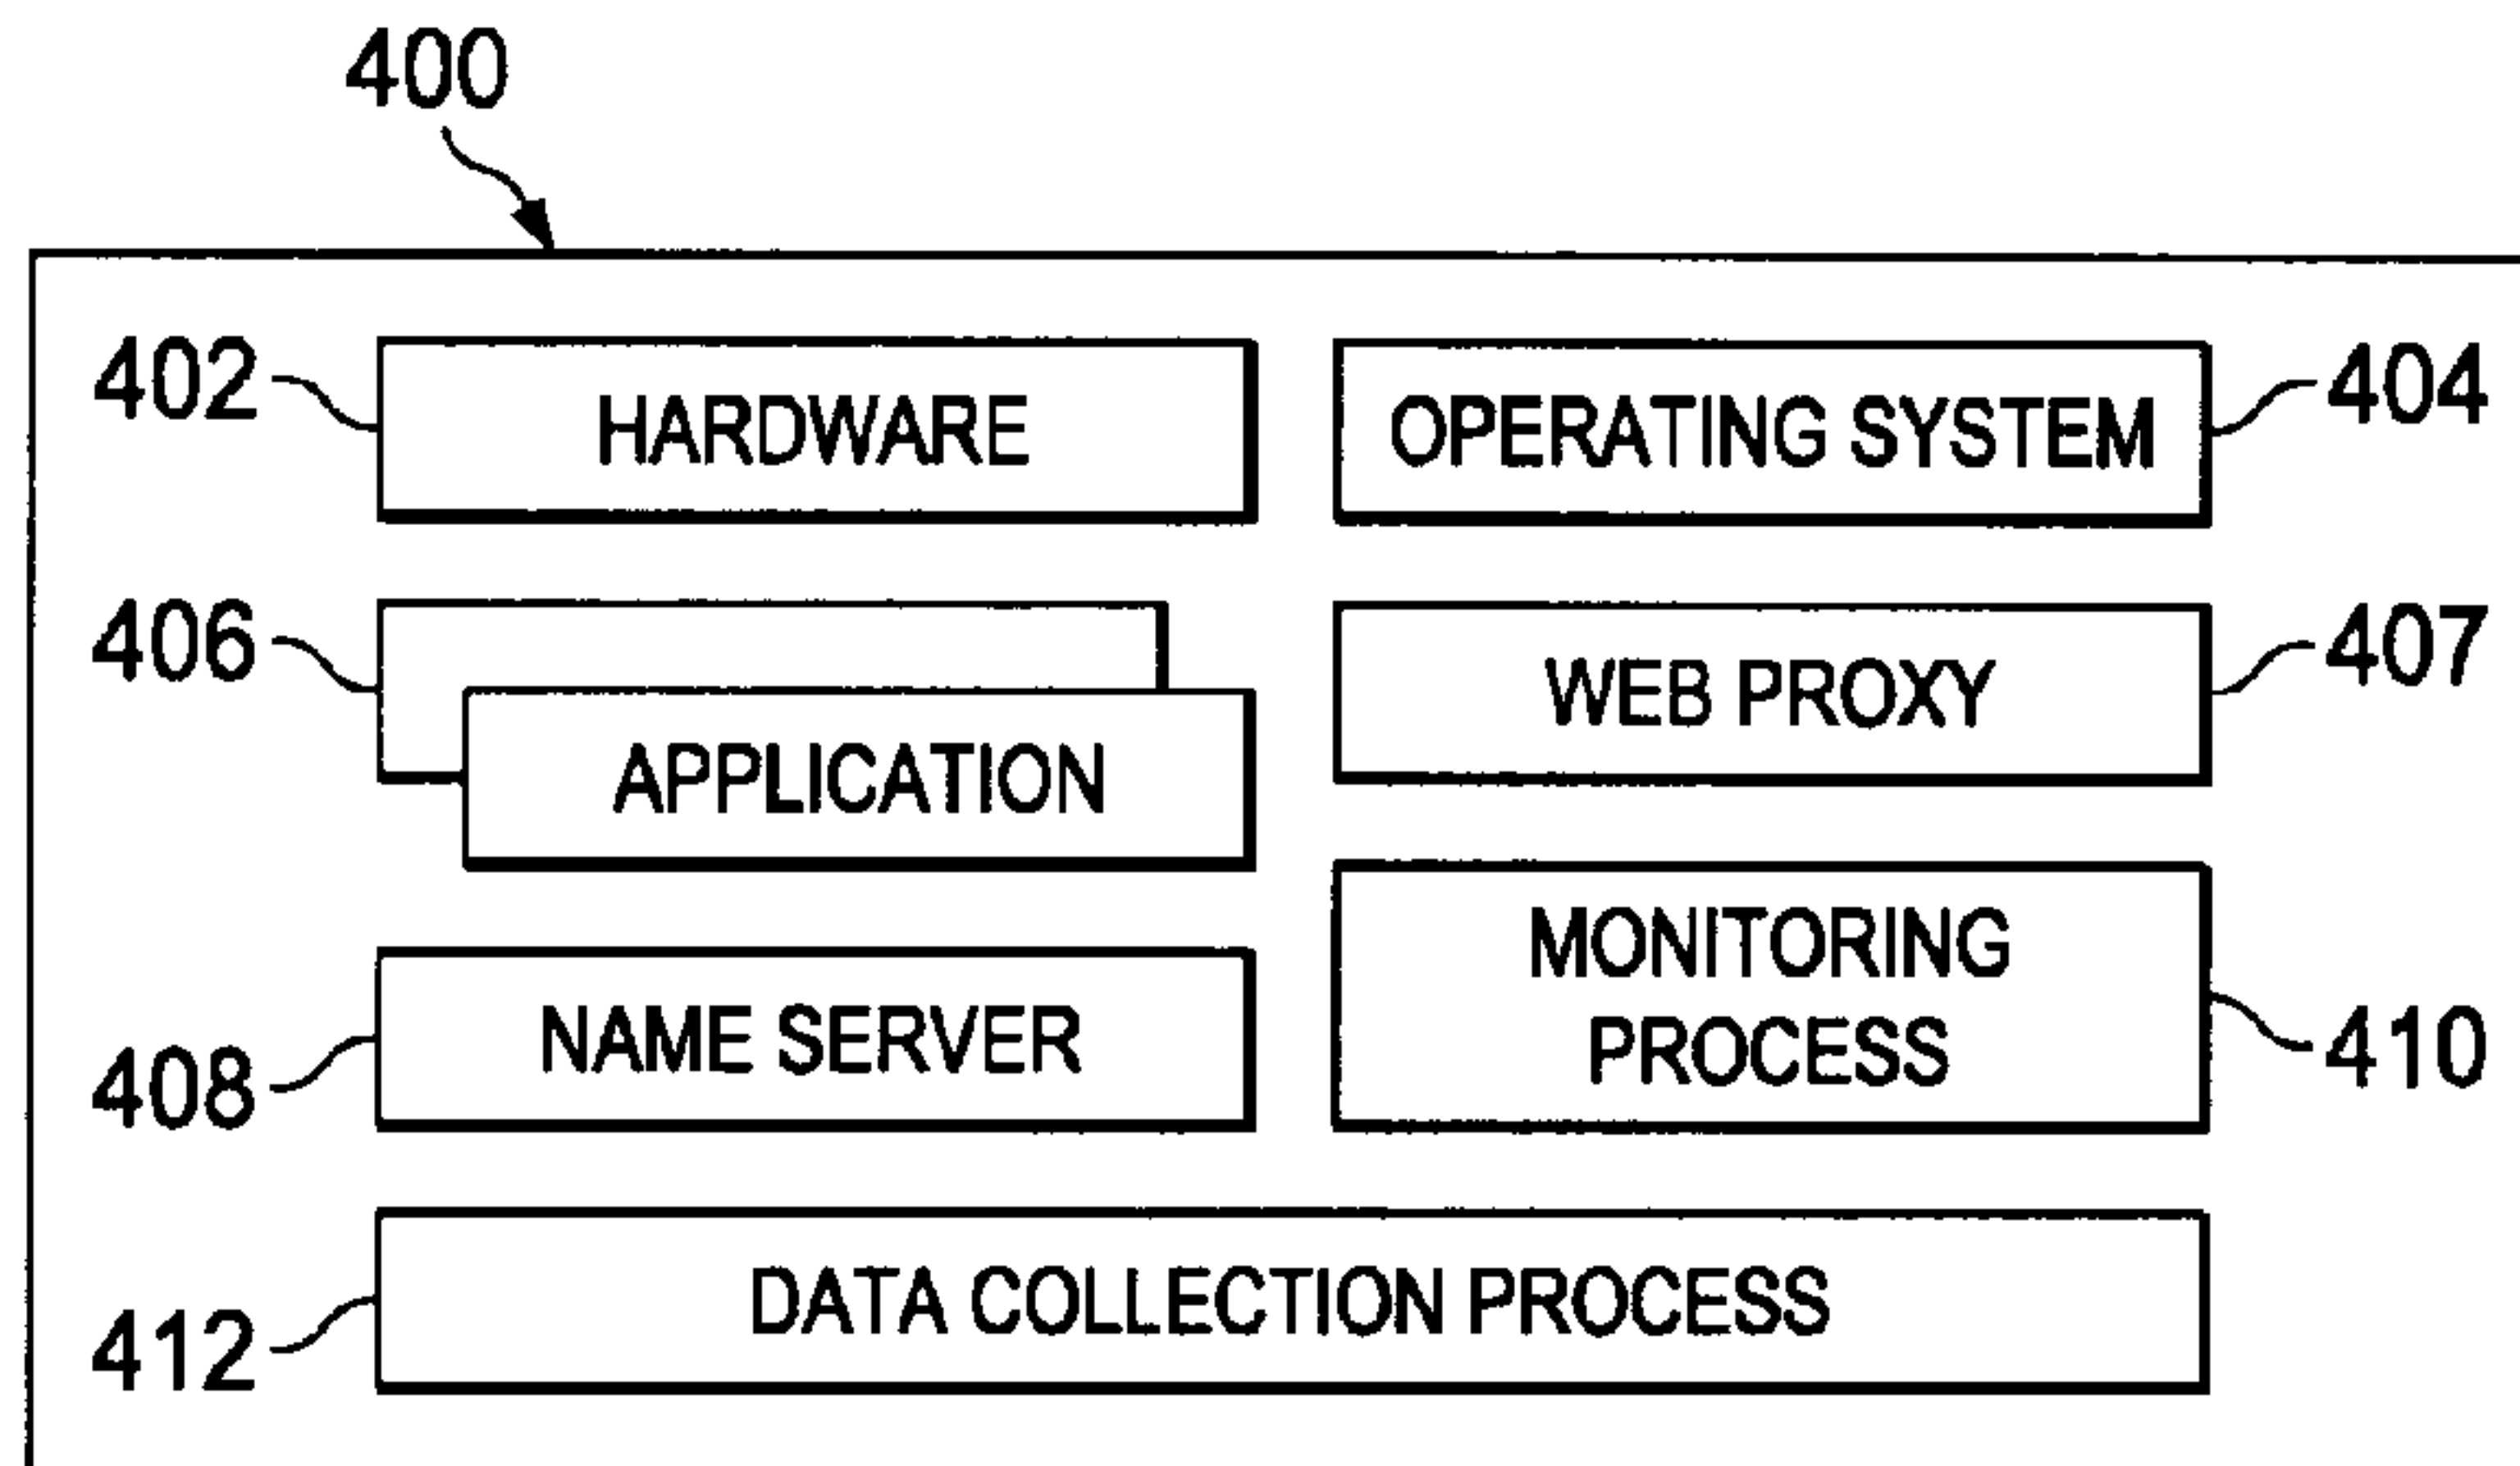 400
402
HARDWARE
OPERATING SYSTEM
404
406
APPLICATION
WEB PROXY
407
408
NAME SERVER
MONITORING
PROCESS
410
412
DATA COLLECTION PROCESS